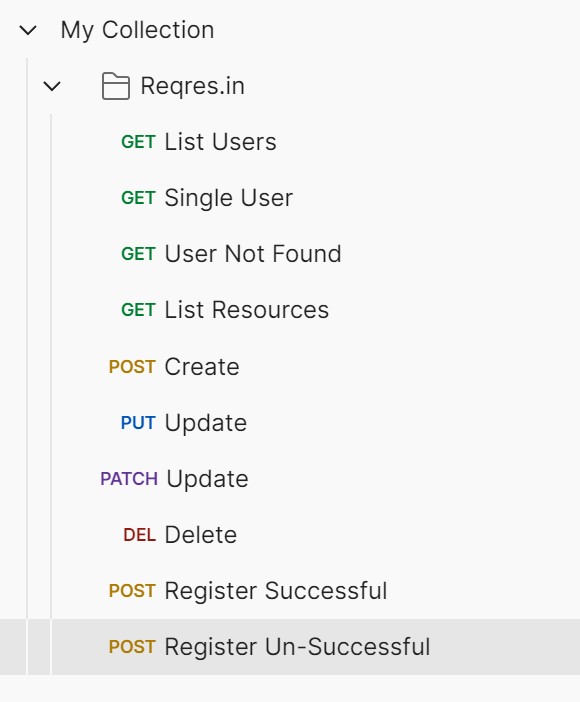 My Collection
Reqres.in
GET List Users
GET Single User
GET User Not Found
GET List Resources
POST Create
PUT Update
PATCH Update
DEL Delete
POST Register Successful
POST Register Un-Successful